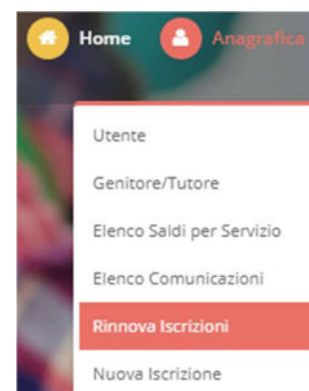 Home Anagrafica
Utente
Genitore/Tutore
Elenco Saldi per Servizio
Elenco Comunicazioni
Rinnova Iscrizioni
Nuova Iscrizione